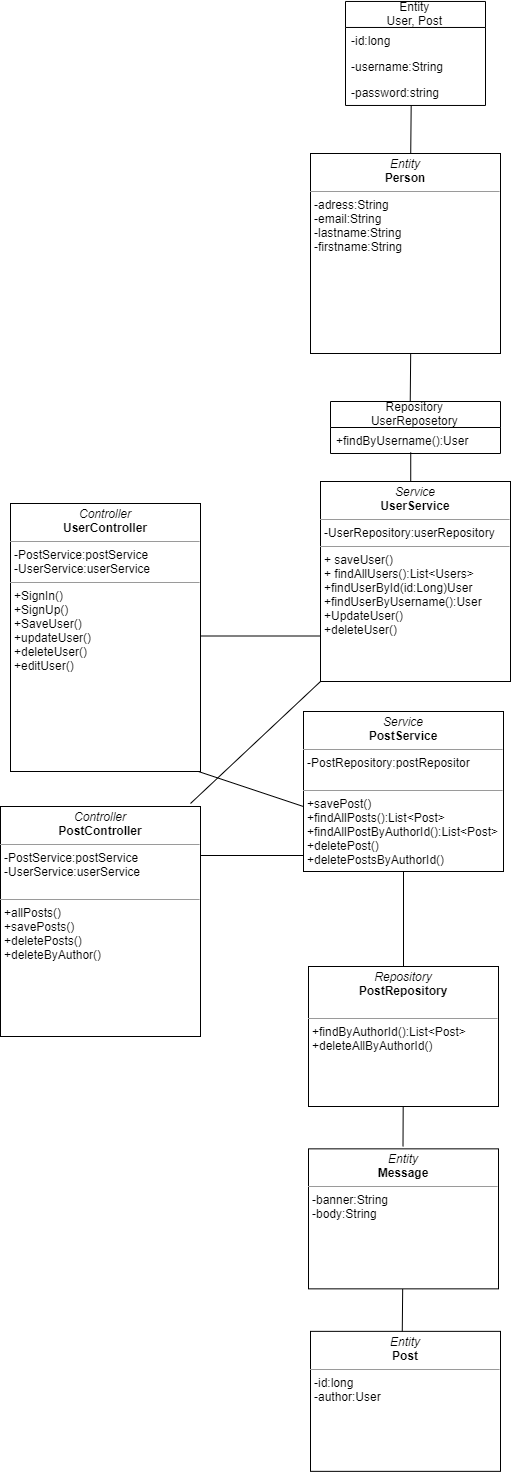 Entity
User, Post
-id:long
-username:String
-password:string
Entity
Person
-adress:String
-email:String
-lastname:String
-firstname:String
Repository
UserReposetory
+findByUsername():User
Service
UserService
-UserRepository:userRepository
+ saveUser()
+ findAllUsers():List<Users>
+findUserById(id:Long)User
+findUserByUsername():User
+UpdateUser()
+deleteUser()
Controller
UserController
-PostService:postService
-UserService:userService
+SignIn()
+SignUp()
+SaveUser()
+updateUser()
+deleteUser()
+editUser()
Service
PostService
-PostRepository:postRepositor
+savePost()
+findAllPosts():List<Post>
+findAllPostByAuthorId():List<Post>
+deletePost()
+deletePostsByAuthorId()
Controller
PostController
-PostService:postService
-UserService:userService
+allPosts()
+savePosts()
+deletePosts()
+deleteByAuthor()
Repository
PostRepository
+findByAuthorId():List<Post>
+deleteAllByAuthorId()
Entity
Message
-banner:String
-body:String
Entity
Post
-id:long
-author:User